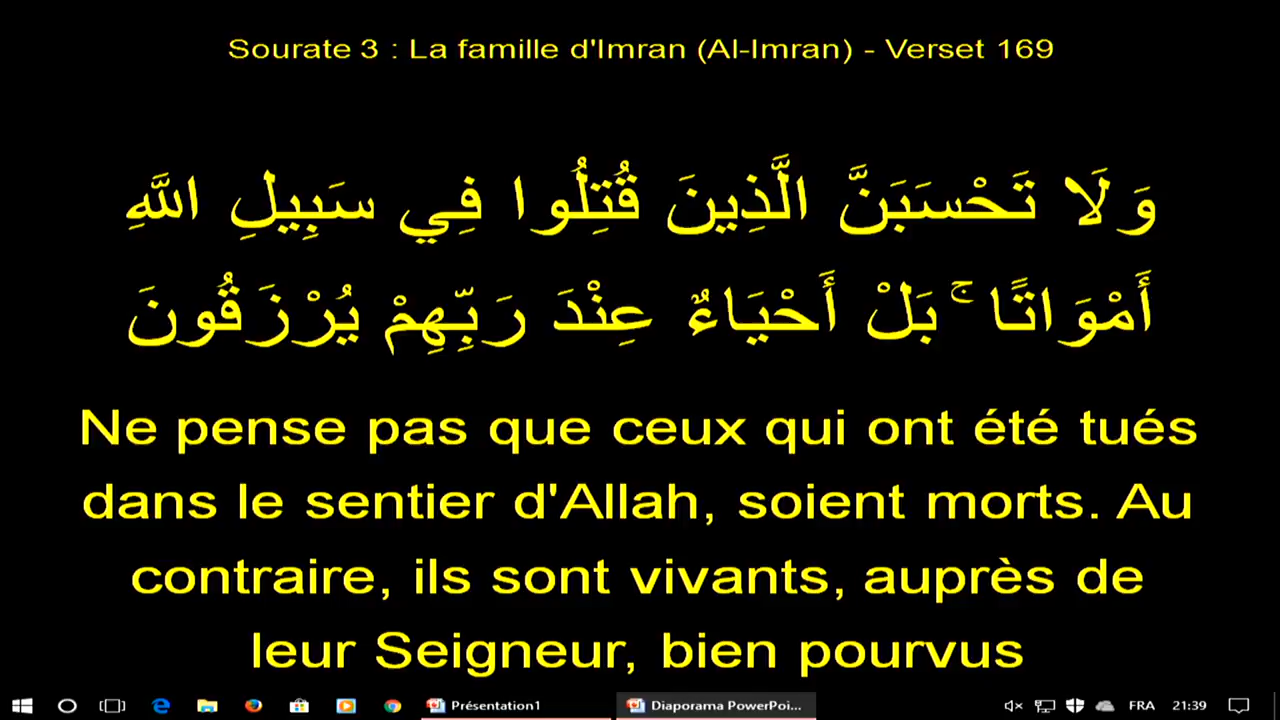 Sourate 3 : La famille d'Imran (Al-Imran) - Verset 169
وَلَا تَحْسَبَنَّ الَّذِينَ قُتِلُوا فِي سَبِيلِ اللَّهِ
أَمْوَاتًا ۚ بَلْ أَحْيَاءٌ عِنْدَ رَبِّهِمْ يُرْزَقُونَ
Ne pense pas que ceux qui ont été tués
dans le sentier d'Allah, soient morts. Au
contraire, ils sont vivants, auprès de
leur Seigneur, bien pourvus
Présentation1 Diaporama PowerPoi... FRA 21:39